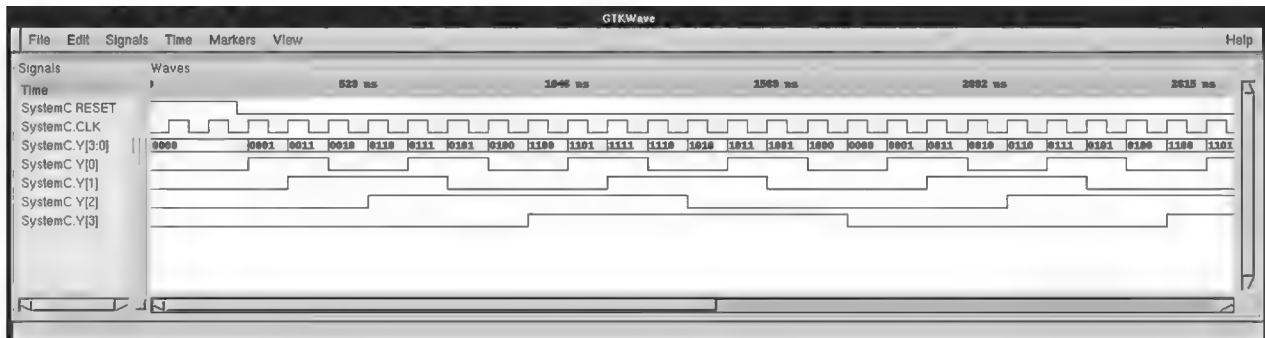 GTKWave
File Edit Signals Time Markers View Help
Signals Waves
Time 523 ns 1046 ns 1569 ns 2092 ns 2615 ns
SystemC RESET
SystemC.CLK
SystemC.Y[3:0] 0000 0001 0011 0010 0110 0111 0101 0100 1100 1101 1111 1110 1010 1011 1001 1000 0000 0001 0011 0010 0110 0111 0101 0100 1100 1101
SystemC Y[0]
SystemC.Y[1]
SystemC Y[2]
SystemC.Y[3]